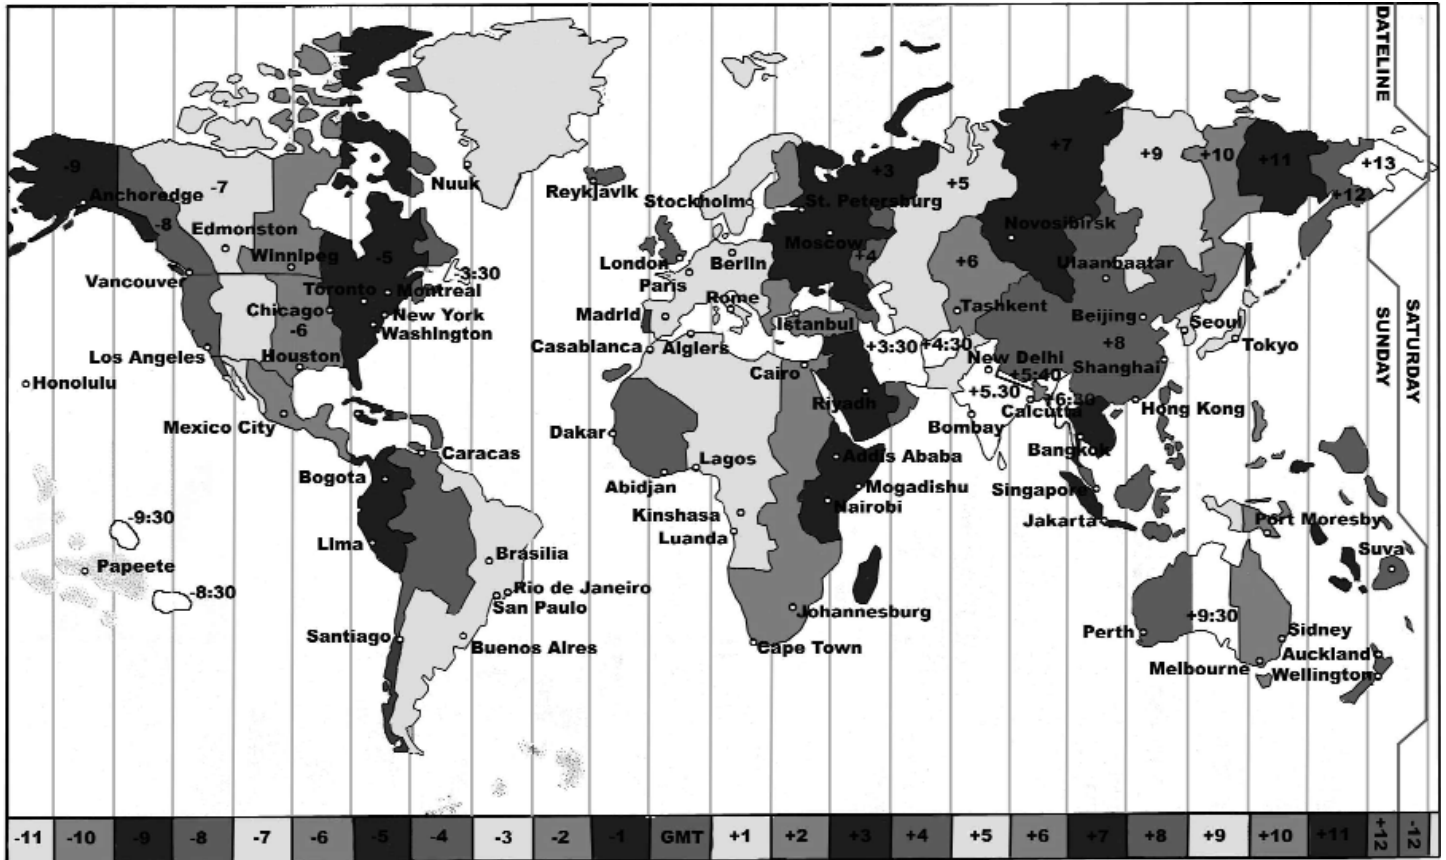 DATELINE
-9
Anchoredge
-7
-8
Edmonston
Winnipeg
Vancouver
Nuuk
Reykjavik
Stockholm
St. Petersburg
+3
+5
+7
+9
+10
+11
+12
+13
Novosibirsk
Moscow
+4
+6
Ulaanbaatar
London
Berlin
Paris
Rome
Madrid
Istanbul
Tashkent
Beijing
Seoul
Tokyo
SUNDAY
SATURDAY
-5
-3:30
Toronto
Montreal
Chicago
New York
-6
Washington
Los Angeles
Houston
Honolulu
Mexico City
Casablanca
Algiers
Cairo
+3:30
+4:30
New Delhi
+5:40
+8
Shanghai
Riyadh
+5.30
+6:30
Calcutta
Hong Kong
Bombay
Dakar
Bangkok
Caracas
Bogota
Lagos
Addis Ababa
Abidjan
Mogadishu
Singapore
Nairobi
Kinshasa
Jakarta
Port Moresby
Luanda
-9:30
Lima
Brasilia
Suva
Papeete
-8:30
Rio de Janeiro
San Paulo
Johannesburg
+9:30
Santiago
Buenos Aires
Cape Town
Perth
Sidney
Melbourne
Auckland
Wellington
-11 -10 -9 -8 -7 -6 -5 -4 -3 -2 -1 GMT +1 +2 +3 +4 +5 +6 +7 +8 +9 +10 +11 +12 -12